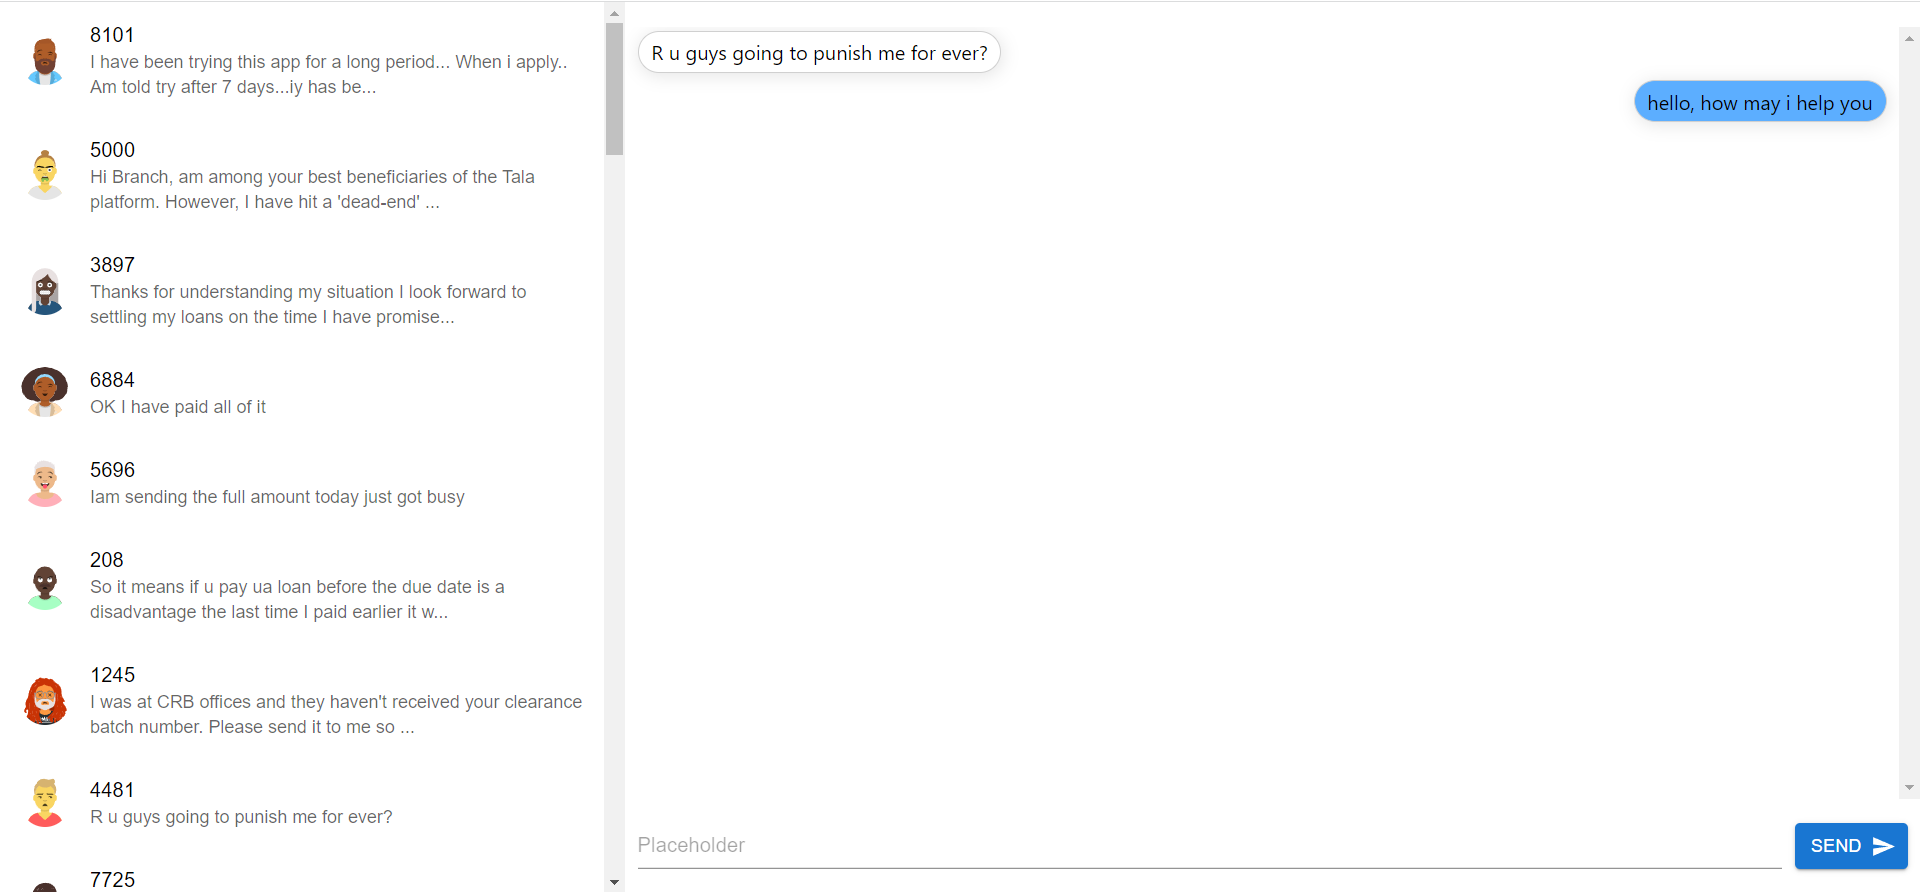 8101
I have been trying this app for a long period... When i apply..
Am told try after 7 days...iy has be...
5000
Hi Branch, am among your best beneficiaries of the Tala
platform. However, I have hit a 'dead-end' ...
3897
Thanks for understanding my situation I look forward to
settling my loans on the time I have promise...
6884
OK I have paid all of it
5696
Iam sending the full amount today just got busy
208
So it means if u pay ua loan before the due date is a
disadvantage the last time I paid earlier it w...
1245
I was at CRB offices and they haven't received your clearance
batch number. Please send it to me so ...
4481
R u guys going to punish me for ever?
7725
R u guys going to punish me for ever?
hello, how may i help you
Placeholder
SEND